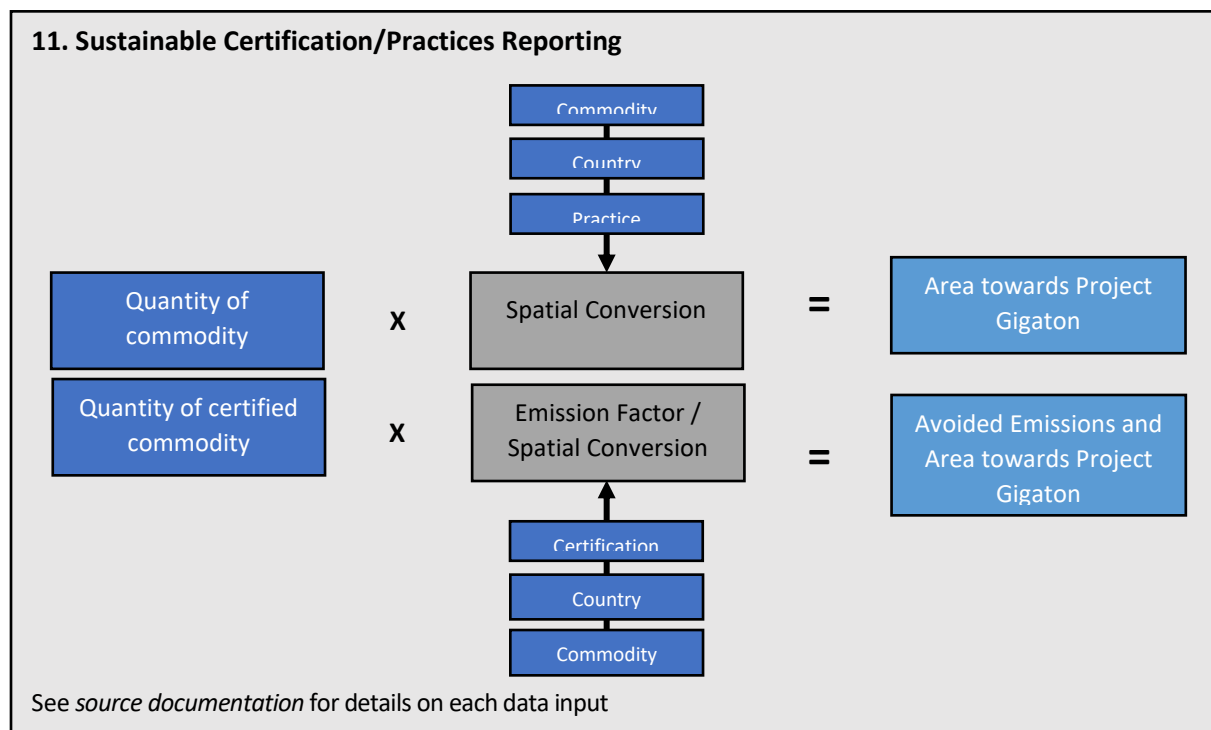 11. Sustainable Certification/Practices Reporting
Commodity
Country
Practice
Quantity of
commodity
x
Spatial Conversion
=
Area towards Project
Gigaton
Quantity of certified
commodity
x
Emission Factor /
Spatial Conversion
=
Avoided Emissions and
Area towards Project
Gigaton
Certification
Country
Commodity
See source documentation for details on each data input